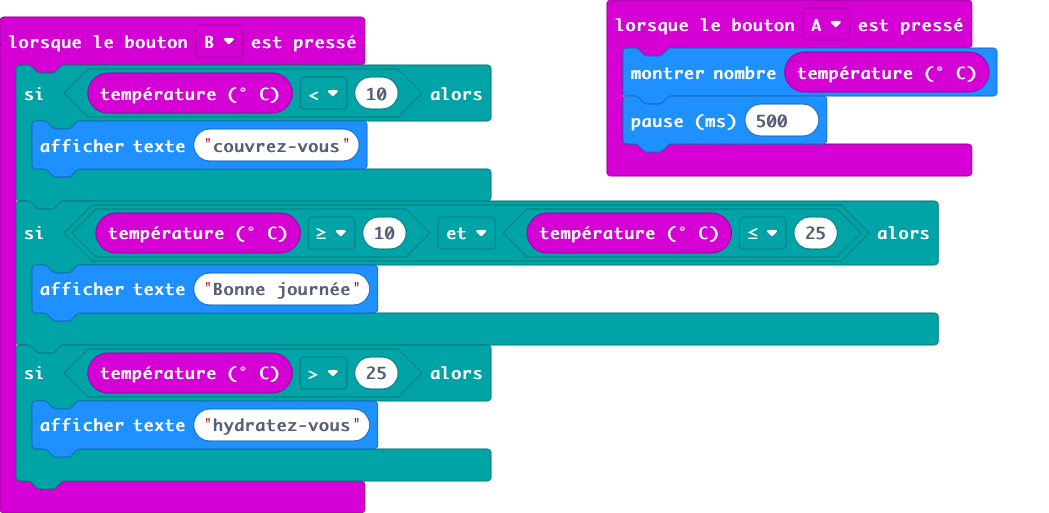 lorsque le bouton B est pressé
si température (° C) < 10 alors
afficher texte "couvrez-vous"
si température (° C) ≥ 10 et température (° C) ≤ 25 alors
afficher texte "Bonne journée"
si température (° C) > 25 alors
afficher texte "hydratez-vous"
lorsque le bouton A est pressé
montrer nombre température (° C)
pause (ms) 500